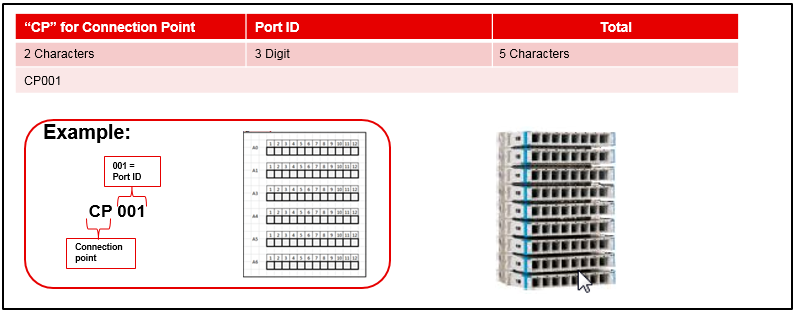 “CP” for Connection Point Port ID Total
2 Characters 3 Digit 5 Characters
CP001
Example:
001 =
Port ID
CP 001
Connection
point
1 2 3 4 5 6 7 8 9 10 11 12
A0
1 2 3 4 5 6 7 8 9 10 11 12
A1
1 2 3 4 5 6 7 8 9 10 11 12
A3
1 2 3 4 5 6 7 8 9 10 11 12
A4
1 2 3 4 5 6 7 8 9 10 11 12
A5
1 2 3 4 5 6 7 8 9 10 11 12
A6